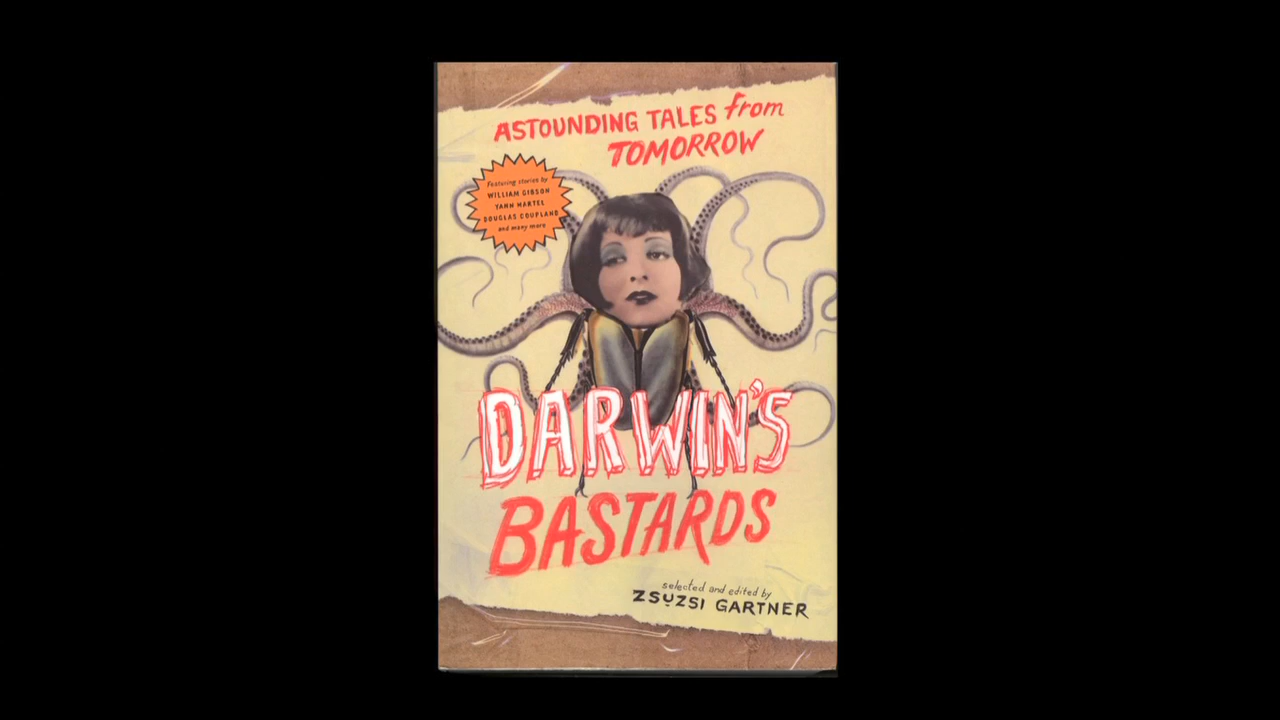 ASTOUNDING TALES from
TOMORROW
Featuring stories by
WILLIAM GIBSON
YANN MARTEL
DOUGLAS COUPLAND
and many more
DARWIN'S
BASTARDS
selected and edited by
ZSUZSI GARTNER